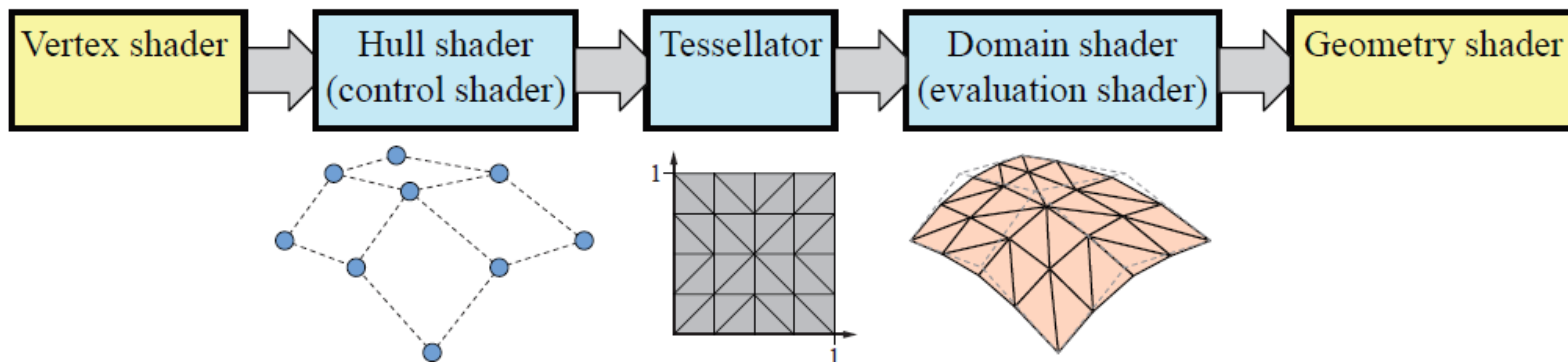 Vertex shader
Hull shader
(control shader)
Tessellator
Domain shader
(evaluation shader)
Geometry shader
1
1